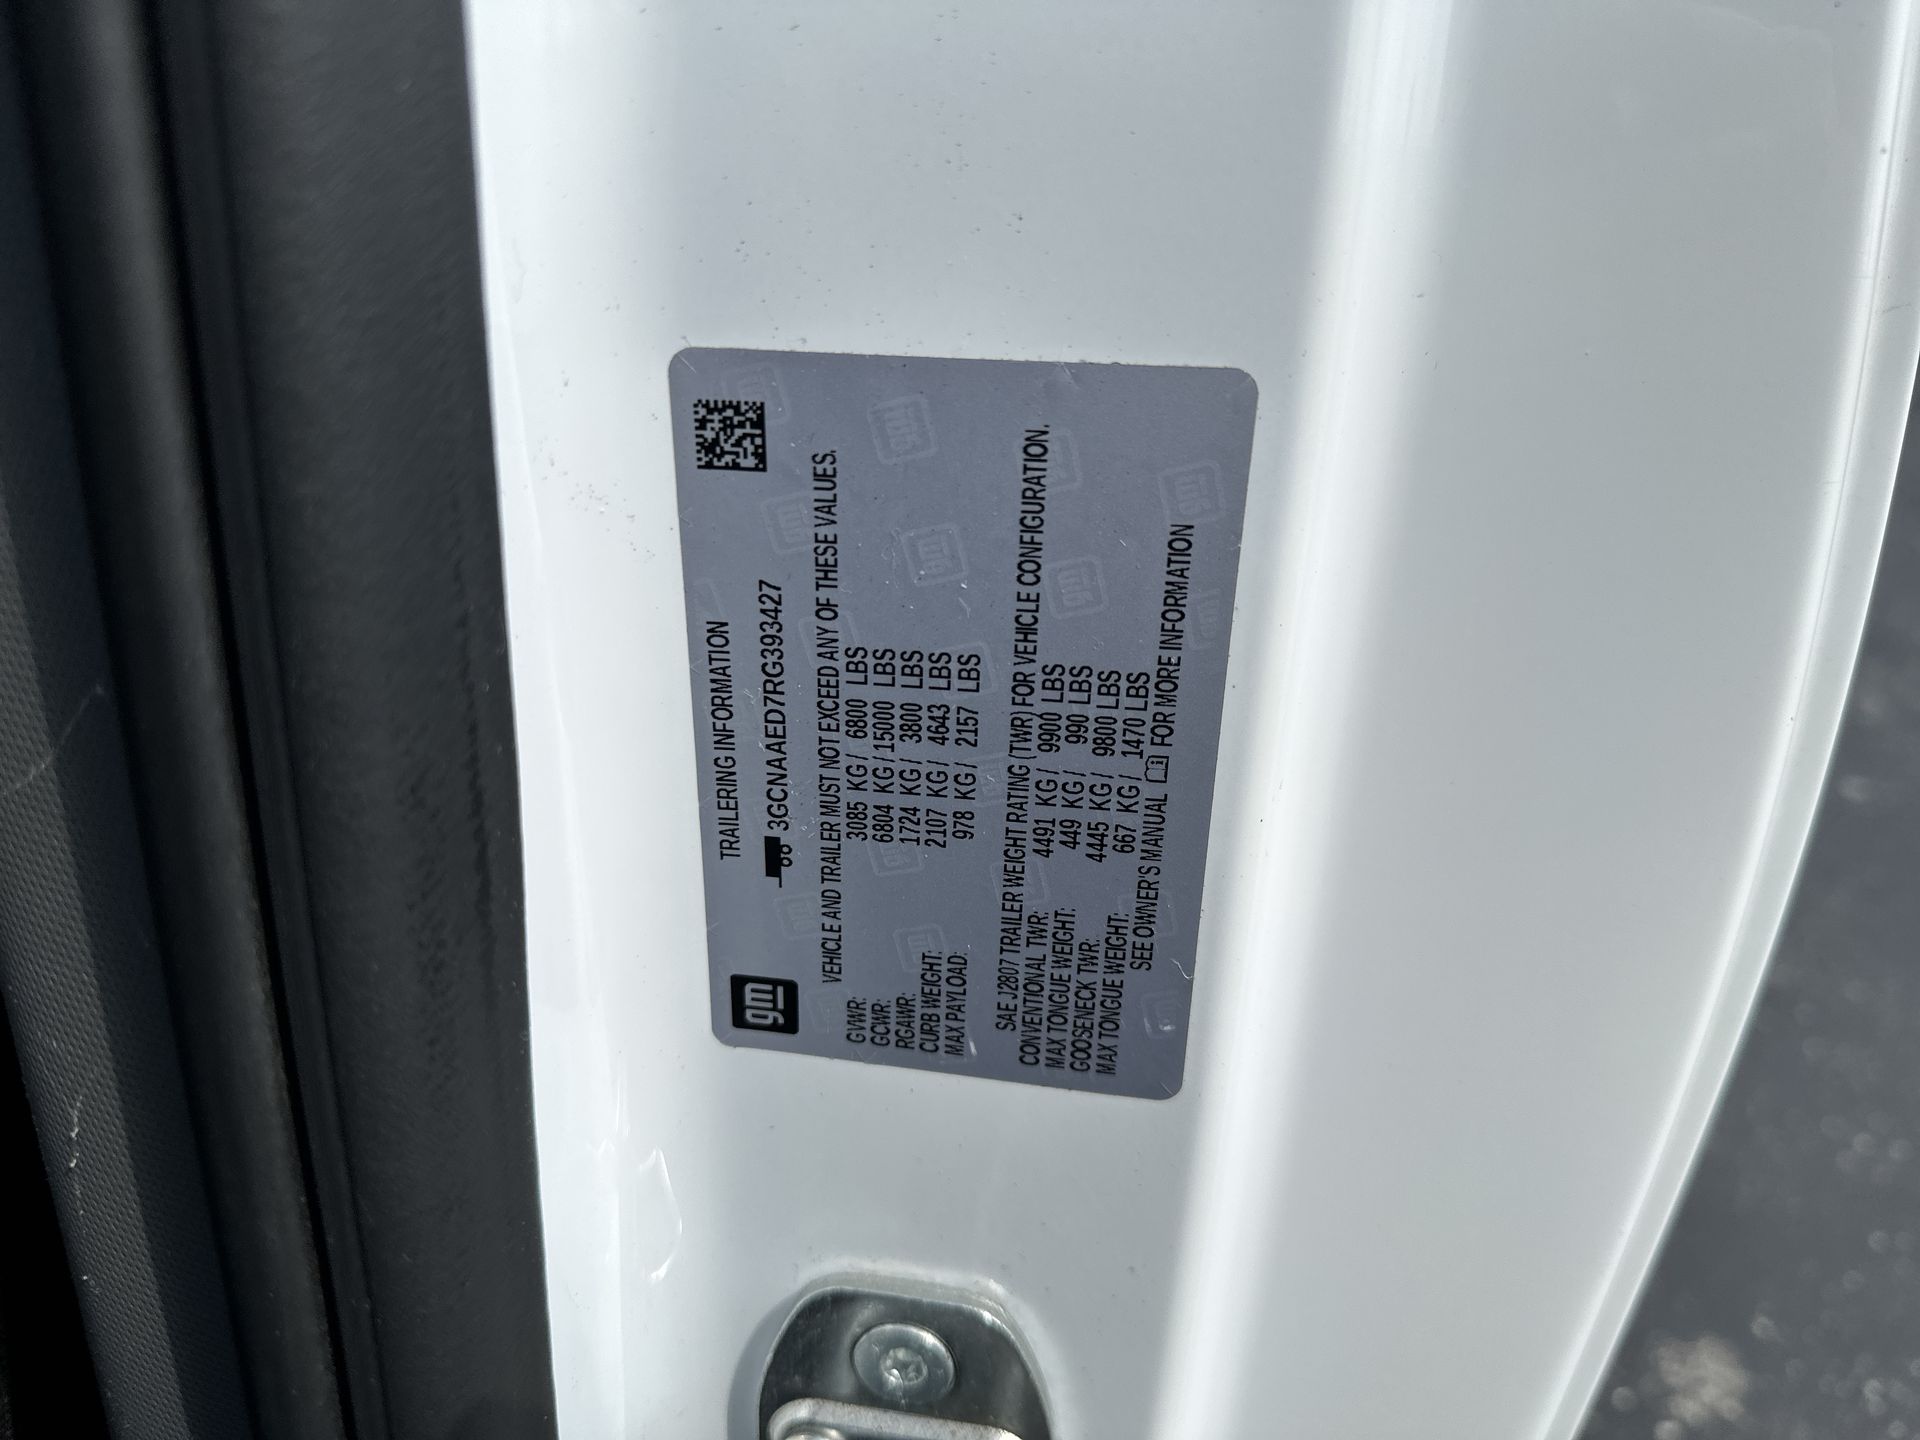 gm
TRAILERING INFORMATION
3GCNAAED7RG393427
VEHICLE AND TRAILER MUST NOT EXCEED ANY OF THESE VALUES.
GVWR: 3085 KG / 6800 LBS
GCWR: 6804 KG / 15000 LBS
RGAWR: 1724 KG / 3800 LBS
CURB WEIGHT: 2107 KG / 4643 LBS
MAX PAYLOAD: 978 KG / 2157 LBS
SAE J2807 TRAILER WEIGHT RATING (TWR) FOR VEHICLE CONFIGURATION.
CONVENTIONAL TWR: 4491 KG / 9900 LBS
MAX TONGUE WEIGHT: 449 KG / 990 LBS
GOOSENECK TWR: 4445 KG / 9800 LBS
MAX TONGUE WEIGHT: 667 KG / 1470 LBS
SEE OWNER'S MANUAL FOR MORE INFORMATION